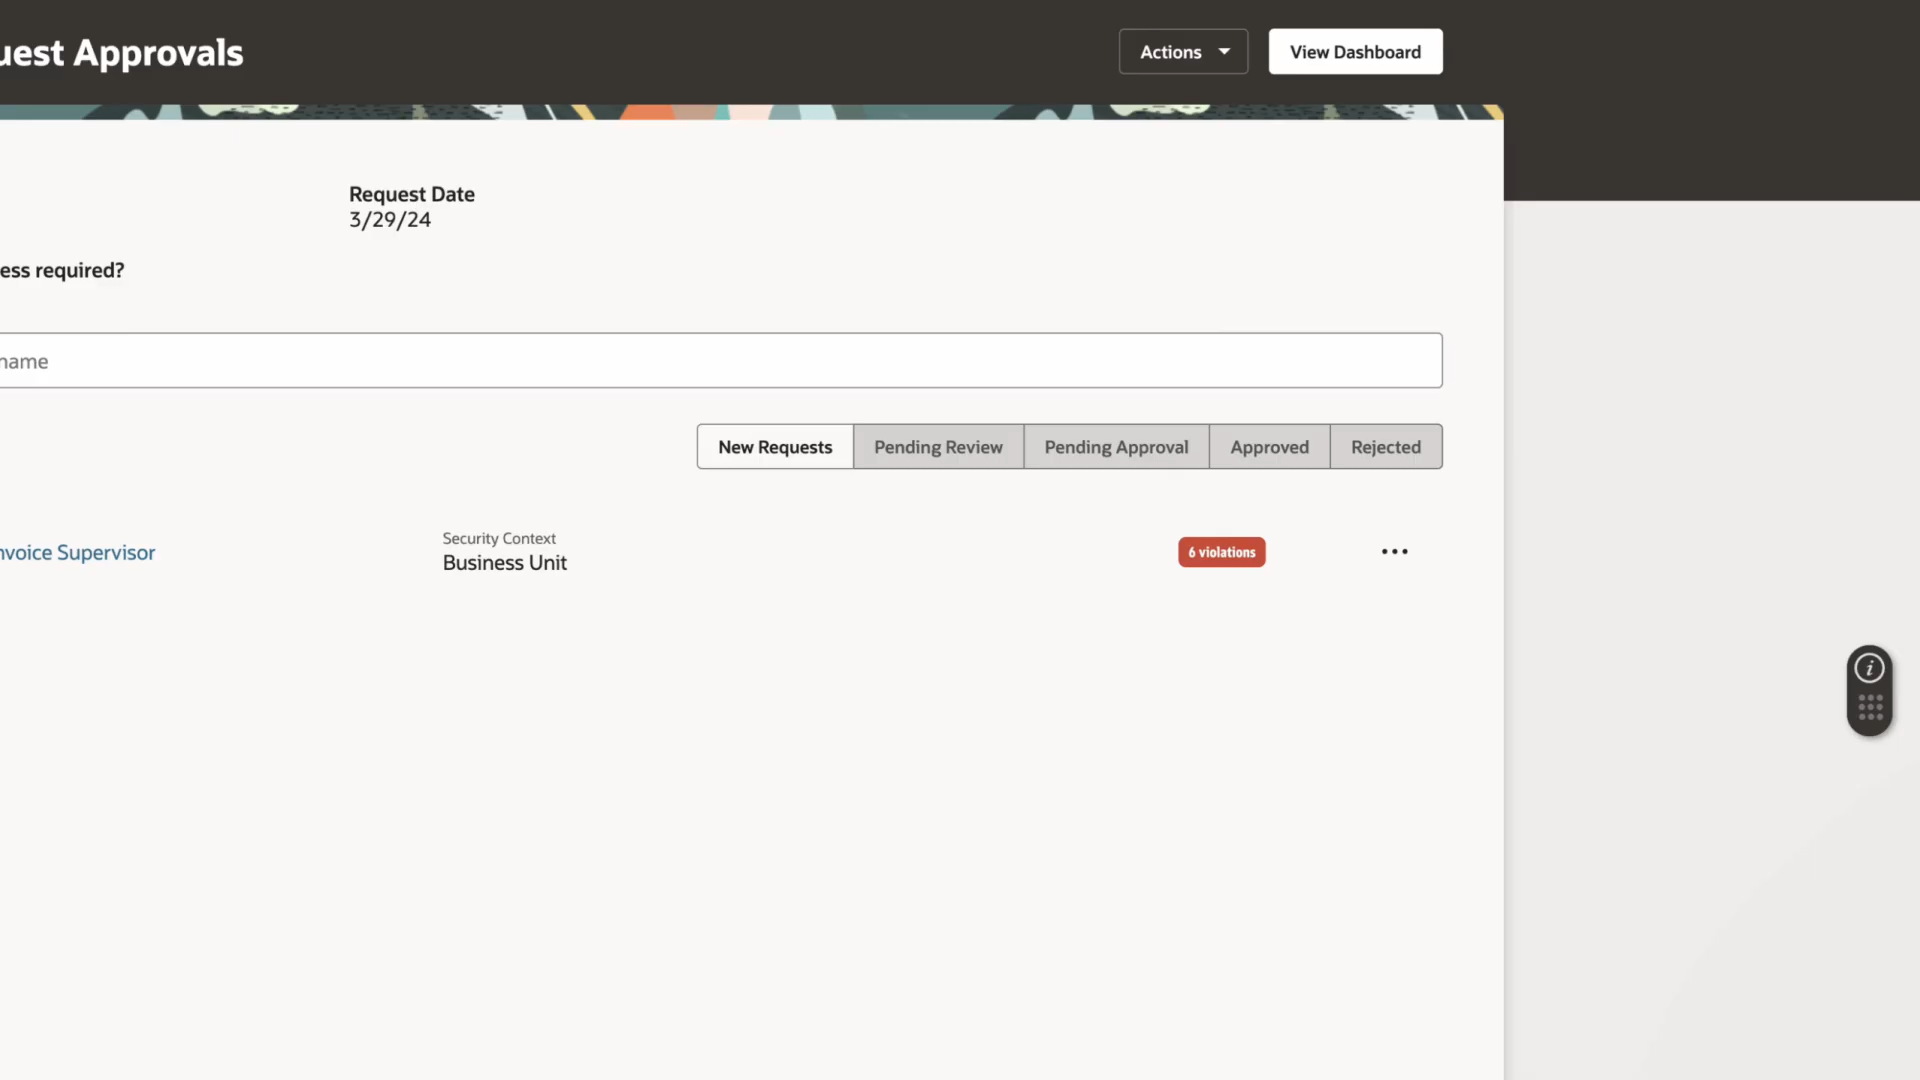 uest Approvals
Actions
View Dashboard
Request Date
3/29/24
ess required?
name
New Requests
Pending Review
Pending Approval
Approved
Rejected
nvoice Supervisor
Security Context
Business Unit
6 violations